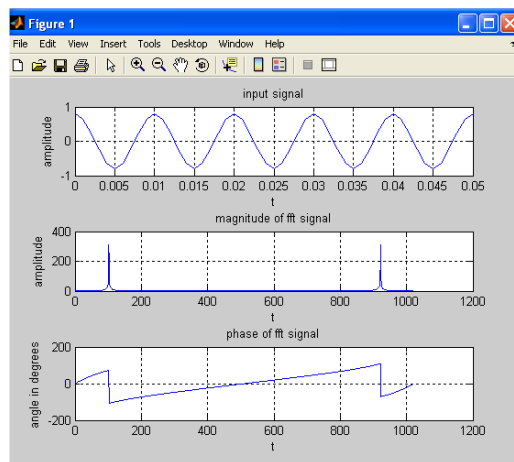 Figure 1
File Edit View Insert Tools Desktop Window Help
input signal
amplitude
1
0
-1
0 0.005 0.01 0.015 0.02 0.025 0.03 0.035 0.04 0.045 0.05
t
magnitude of fft signal
amplitude
400
200
0
0 200 400 600 800 1000 1200
t
phase of fft signal
angle in degrees
200
0
-200
0 200 400 600 800 1000 1200
t